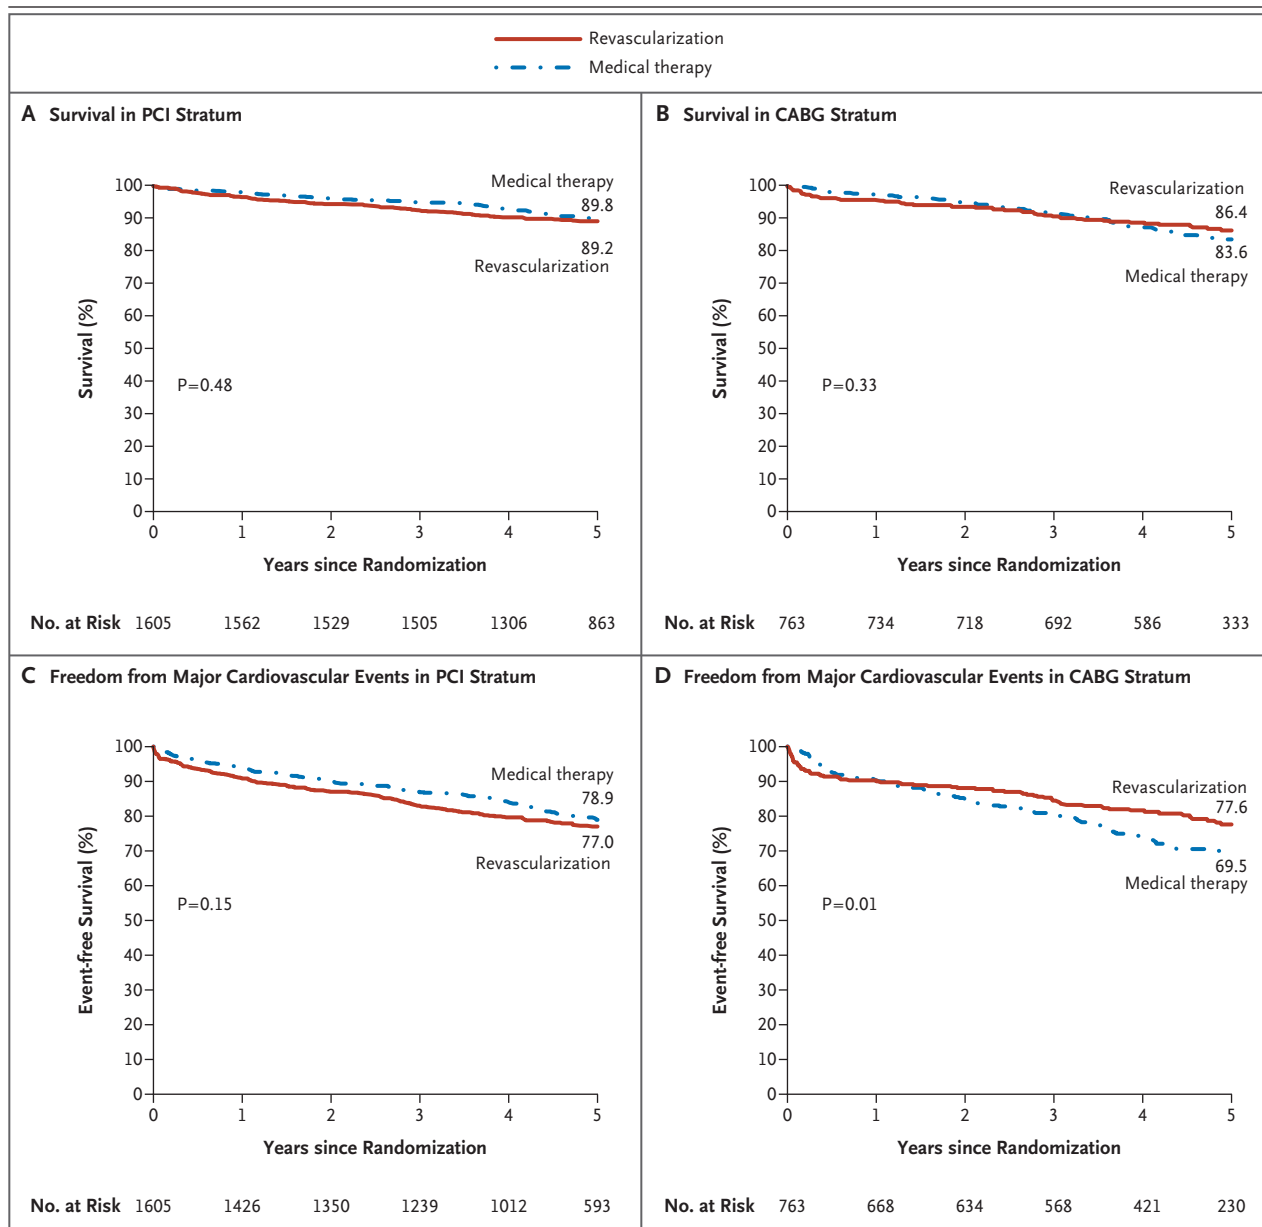 Revascularization
Medical therapy
A Survival in PCI Stratum
100
90
80
70
60
50
40
30
20
10
0
Survival (%)
Medical therapy
89.8
89.2
Revascularization
P=0.48
0 1 2 3 4 5
Years since Randomization
No. at Risk 1605 1562 1529 1505 1306 863
B Survival in CABG Stratum
100
90
80
70
60
50
40
30
20
10
0
Survival (%)
Revascularization
86.4
83.6
Medical therapy
P=0.33
0 1 2 3 4 5
Years since Randomization
No. at Risk 763 734 718 692 586 333
C Freedom from Major Cardiovascular Events in PCI Stratum
100
90
80
70
60
50
40
30
20
10
0
Event-free Survival (%)
Medical therapy
78.9
77.0
Revascularization
P=0.15
0 1 2 3 4 5
Years since Randomization
No. at Risk 1605 1426 1350 1239 1012 593
D Freedom from Major Cardiovascular Events in CABG Stratum
100
90
80
70
60
50
40
30
20
10
0
Event-free Survival (%)
Revascularization
77.6
69.5
Medical therapy
P=0.01
0 1 2 3 4 5
Years since Randomization
No. at Risk 763 668 634 568 421 230